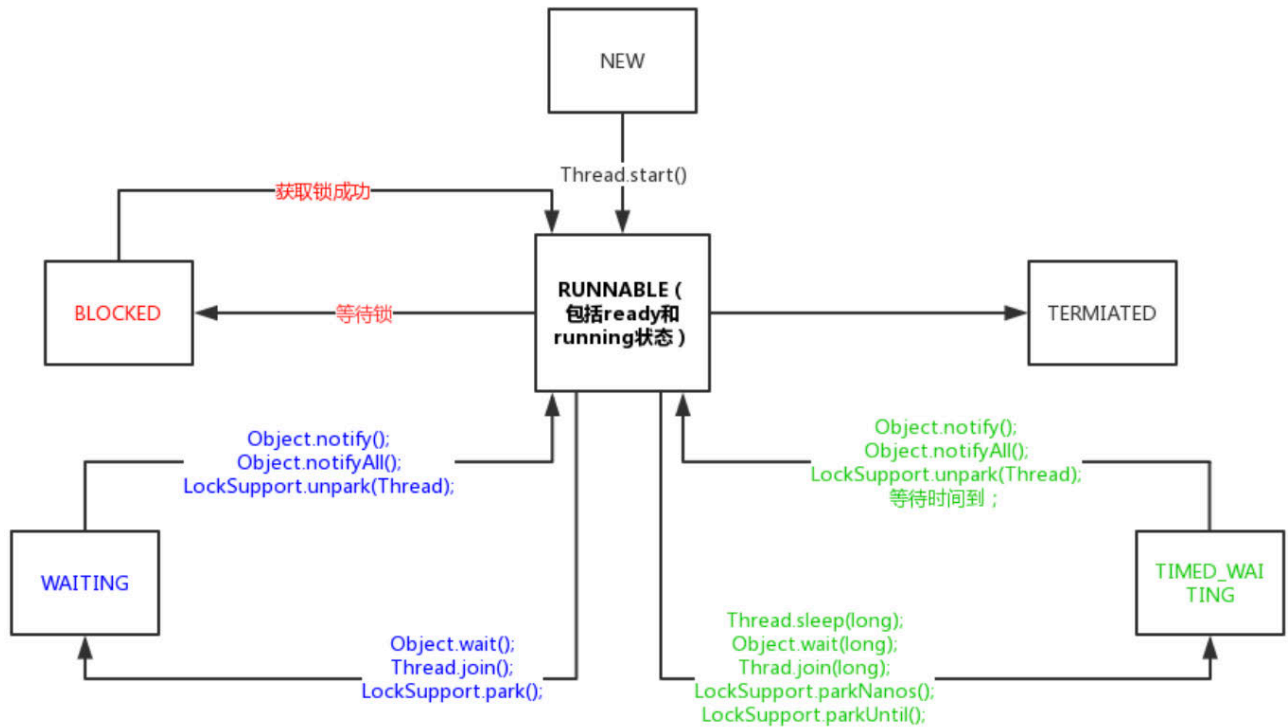 NEW
Thread.start()
获取锁成功
BLOCKED
等待锁
RUNNABLE（
包括ready和
running状态）
TERMIATED
Object.notify();
Object.notifyAll();
LockSupport.unpark(Thread);
Object.notify();
Object.notifyAll();
LockSupport.unpark(Thread);
等待时间到；
WAITING
TIMED_WAI
TING
Object.wait();
Thread.join();
LockSupport.park();
Thread.sleep(long);
Object.wait(long);
Thrad.join(long);
LockSupport.parkNanos();
LockSupport.parkUntil();